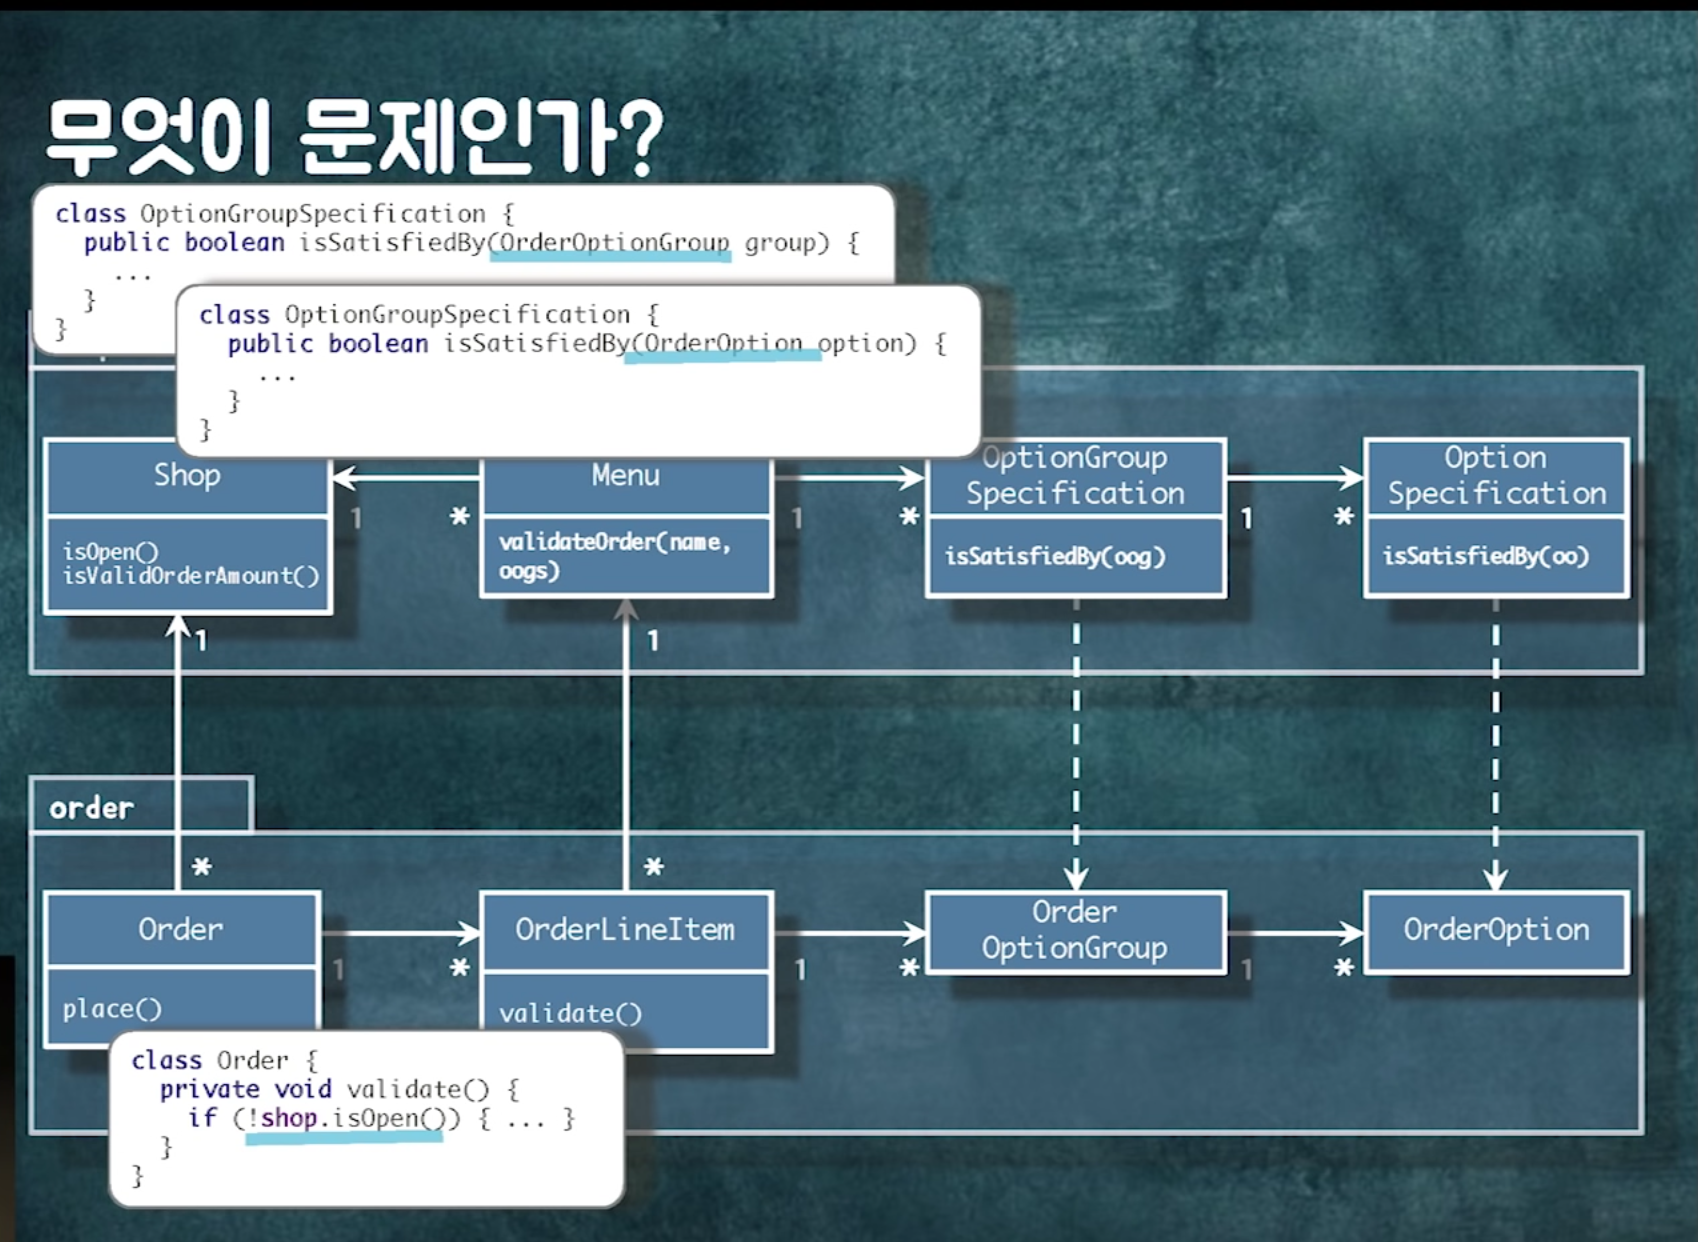 무엇이 문제인가?
class OptionGroupSpecification {
public boolean isSatisfiedBy(OrderOptionGroup group) {
...
}
}
class OptionGroupSpecification {
public boolean isSatisfiedBy(OrderOption option) {
...
}
}
Shop
isOpen()
isValidOrderAmount()
1
*
Menu
validateOrder(name,
oogs)
1
*
OptionGroup
Specification
isSatisfiedBy(oog)
1
*
Option
Specification
isSatisfiedBy(oo)
1
1
order
*
*
Order
place()
1
*
OrderLineItem
validate()
1
*
Order
OptionGroup
1
*
OrderOption
class Order {
private void validate() {
if (!shop.isOpen()) { ... }
}
}